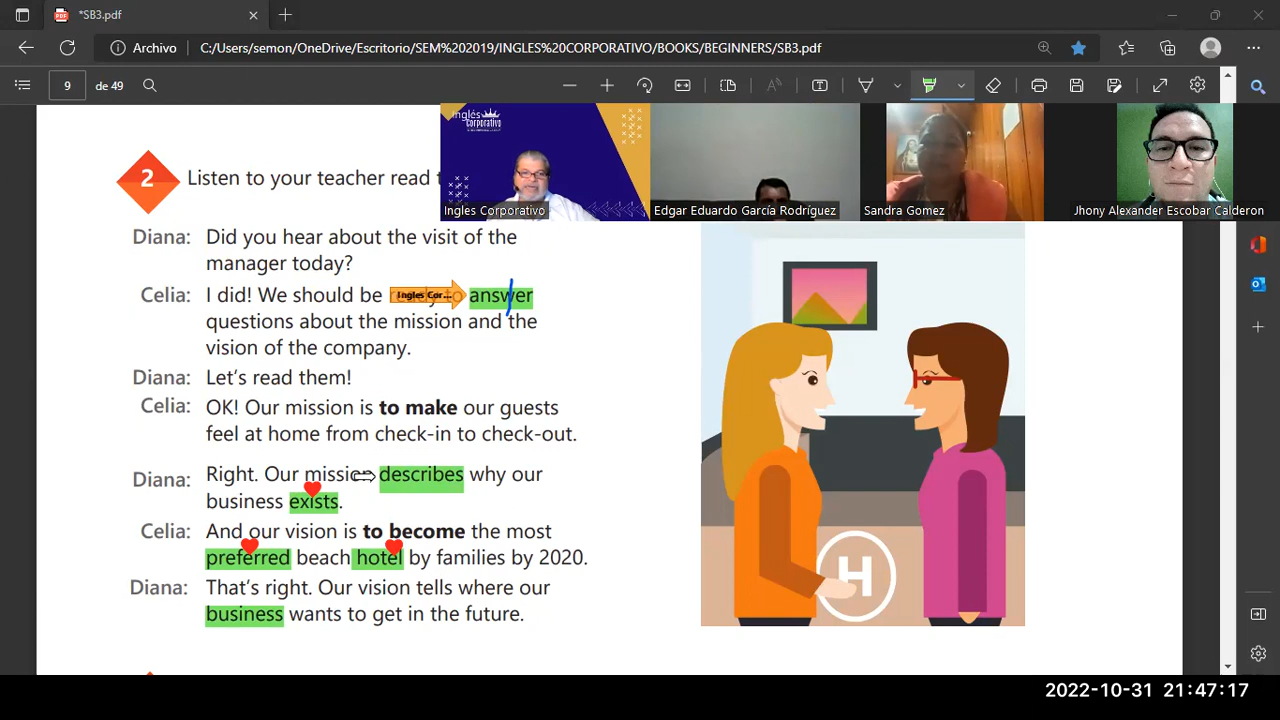 *SB3.pdf
Archivo
C:/Users/semon/OneDrive/Escritorio/SEM%202019/INGLES%20CORPORATIVO/BOOKS/BEGINNERS/SB3.pdf
9 de 49
Inglés
Corporativo
Ingles Corporativo
Edgar Eduardo García Rodríguez
Sandra Gomez
Jhony Alexander Escobar Calderon
2 Listen to your teacher read
Diana: Did you hear about the visit of the
manager today?
Celia: I did! We should be ready to answer
Ingles Cor...
questions about the mission and the
vision of the company.
Diana: Let's read them!
Celia: OK! Our mission is to make our guests
feel at home from check-in to check-out.
Diana: Right. Our mission describes why our
business exists.
Celia: And our vision is to become the most
preferred beach hotel by families by 2020.
Diana: That's right. Our vision tells where our
business wants to get in the future.
H
2022-10-31 21:47:17